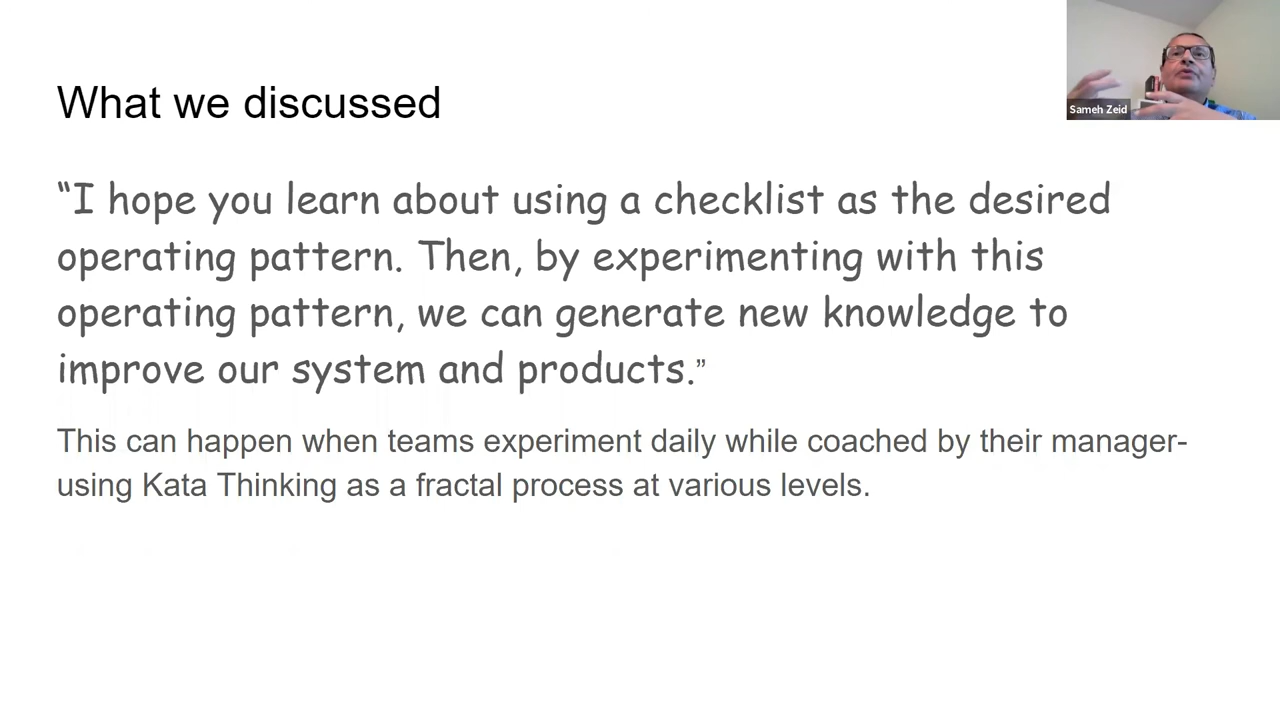 What we discussed
Sameh Zeid
“I hope you learn about using a checklist as the desired
operating pattern. Then, by experimenting with this
operating pattern, we can generate new knowledge to
improve our system and products.”
This can happen when teams experiment daily while coached by their manager-
using Kata Thinking as a fractal process at various levels.